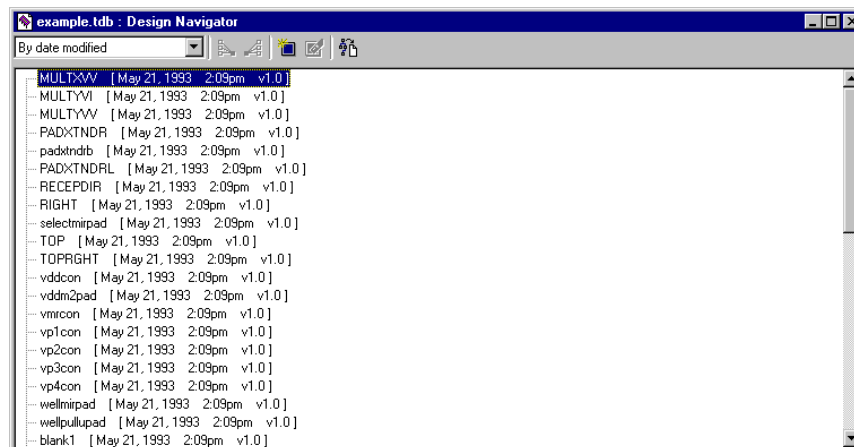 example.tdb : Design Navigator
By date modified
MULTXVV [ May 21, 1993 2:09pm v1.0 ]
MULTYVI [ May 21, 1993 2:09pm v1.0 ]
MULTYVV [ May 21, 1993 2:09pm v1.0 ]
PADXTNDR [ May 21, 1993 2:09pm v1.0 ]
padxtndrb [ May 21, 1993 2:09pm v1.0 ]
PADXTNDRL [ May 21, 1993 2:09pm v1.0 ]
RECEPDIR [ May 21, 1993 2:09pm v1.0 ]
RIGHT [ May 21, 1993 2:09pm v1.0 ]
selectmirpad [ May 21, 1993 2:09pm v1.0 ]
TOP [ May 21, 1993 2:09pm v1.0 ]
TOPRGHT [ May 21, 1993 2:09pm v1.0 ]
vddcon [ May 21, 1993 2:09pm v1.0 ]
vddm2pad [ May 21, 1993 2:09pm v1.0 ]
vmrcon [ May 21, 1993 2:09pm v1.0 ]
vp1con [ May 21, 1993 2:09pm v1.0 ]
vp2con [ May 21, 1993 2:09pm v1.0 ]
vp3con [ May 21, 1993 2:09pm v1.0 ]
vp4con [ May 21, 1993 2:09pm v1.0 ]
wellmirpad [ May 21, 1993 2:09pm v1.0 ]
wellpullupad [ May 21, 1993 2:09pm v1.0 ]
blank1 [ May 21, 1993 2:09pm v1.0 ]